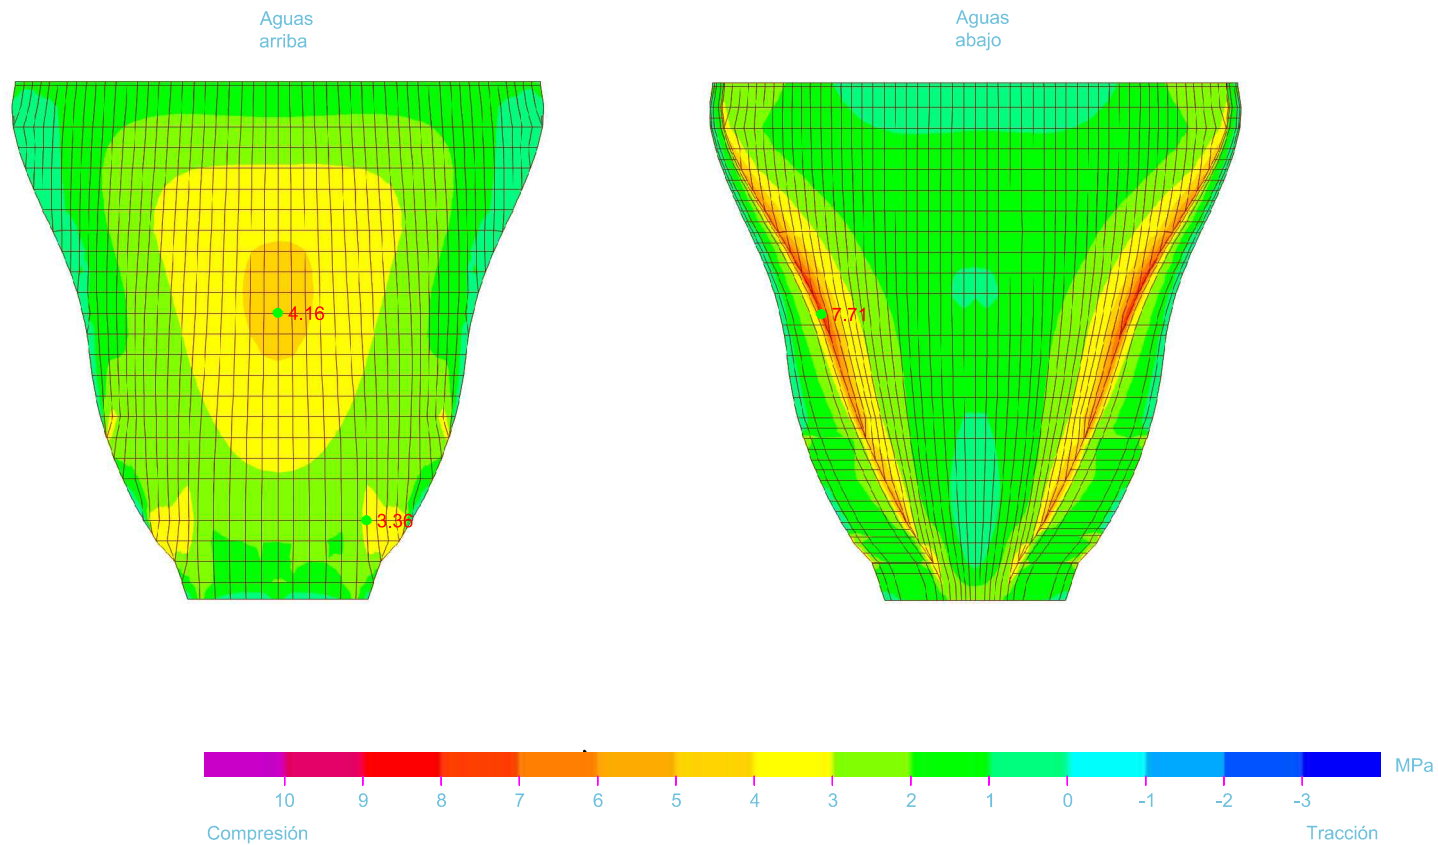 Aguas
arriba
Aguas
abajo
4.16
7.71
3.36
MPa
10 9 8 7 6 5 4 3 2 1 0 -1 -2 -3
Compresión
Tracción